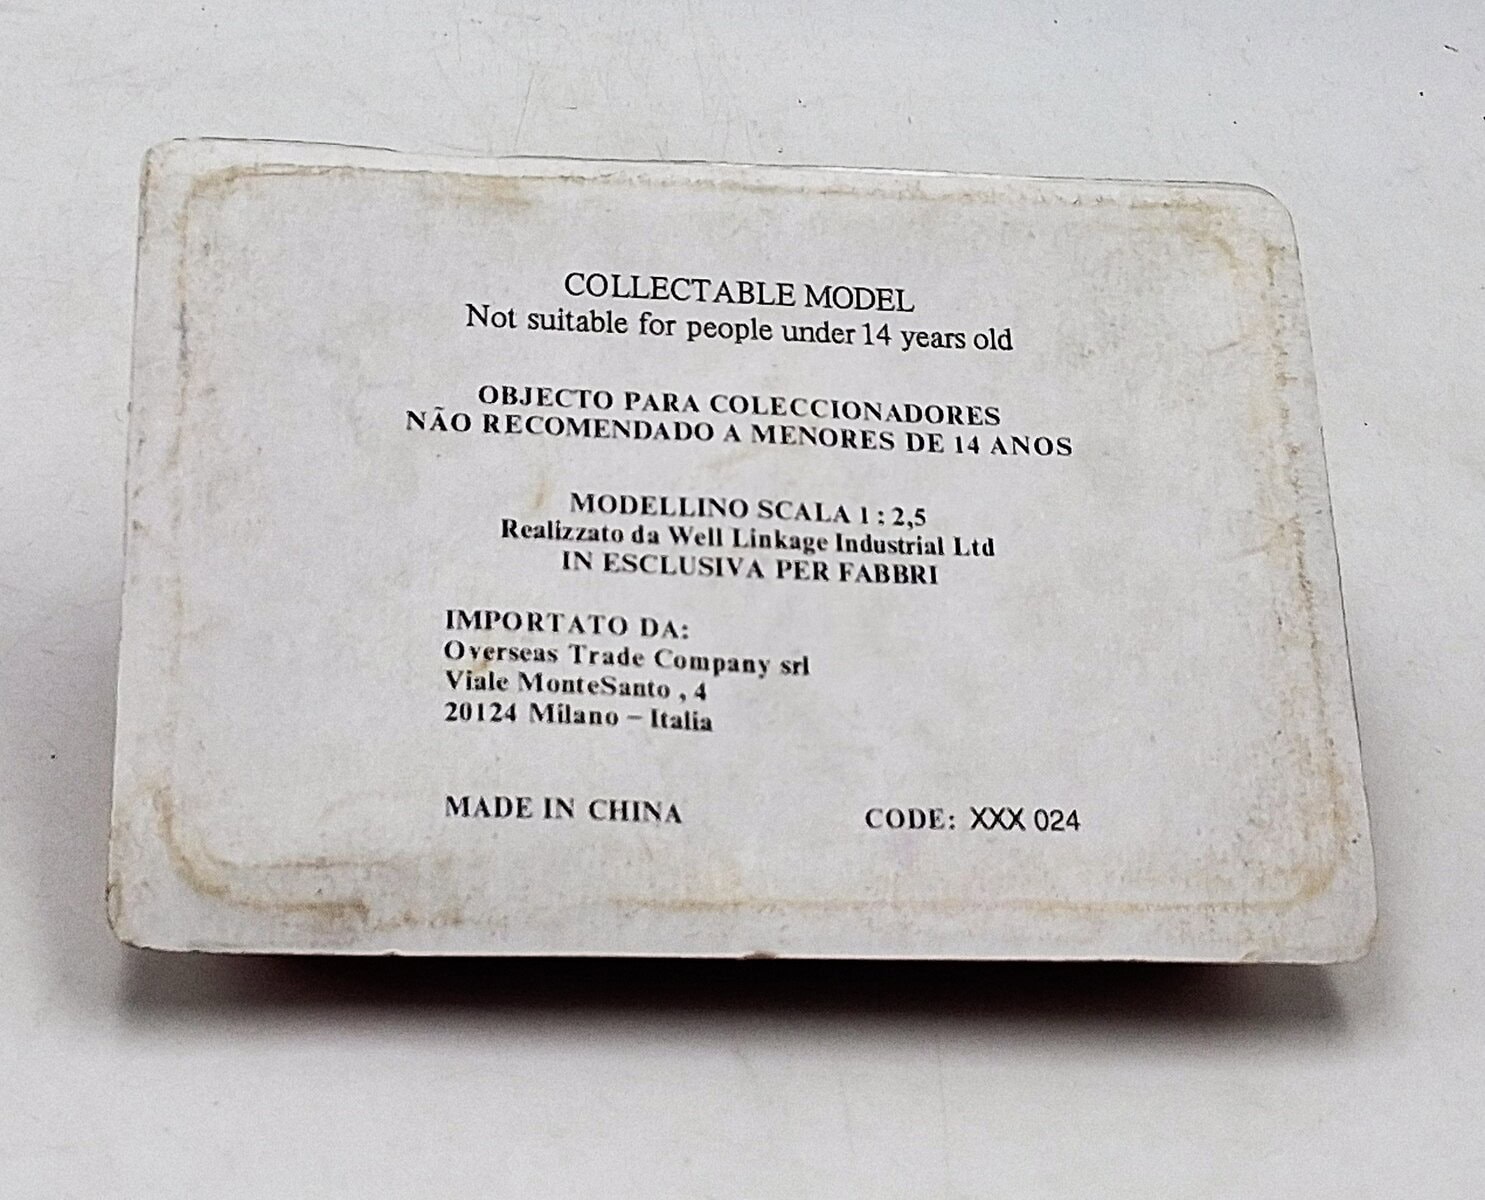 COLLECTABLE MODEL
Not suitable for people under 14 years old
OBJECTO PARA COLECCIONADORES
NÃO RECOMENDADO A MENORES DE 14 ANOS
MODELLINO SCALA 1 : 2,5
Realizzato da Well Linkage Industrial Ltd
IN ESCLUSIVA PER FABBRI
IMPORTATO DA:
Overseas Trade Company srl
Viale MonteSanto , 4
20124 Milano – Italia
MADE IN CHINA
CODE: XXX 024